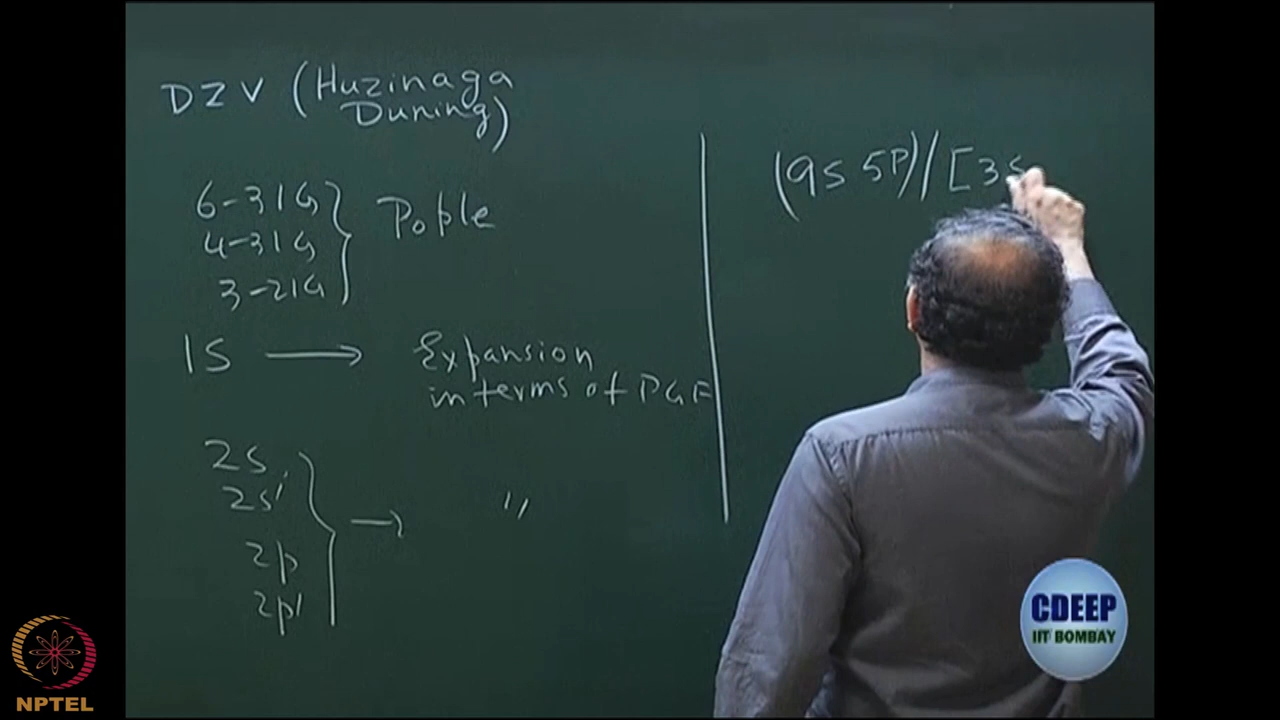 DZV (Huzinaga
Duning)
6-31G
4-31G
3-21G
Pople
1S → Expansion
in terms of PGF
2s
2s'
2p
2p'
→ ,,
(9s 5P)/[3s
CDEEP
IIT BOMBAY
NPTEL